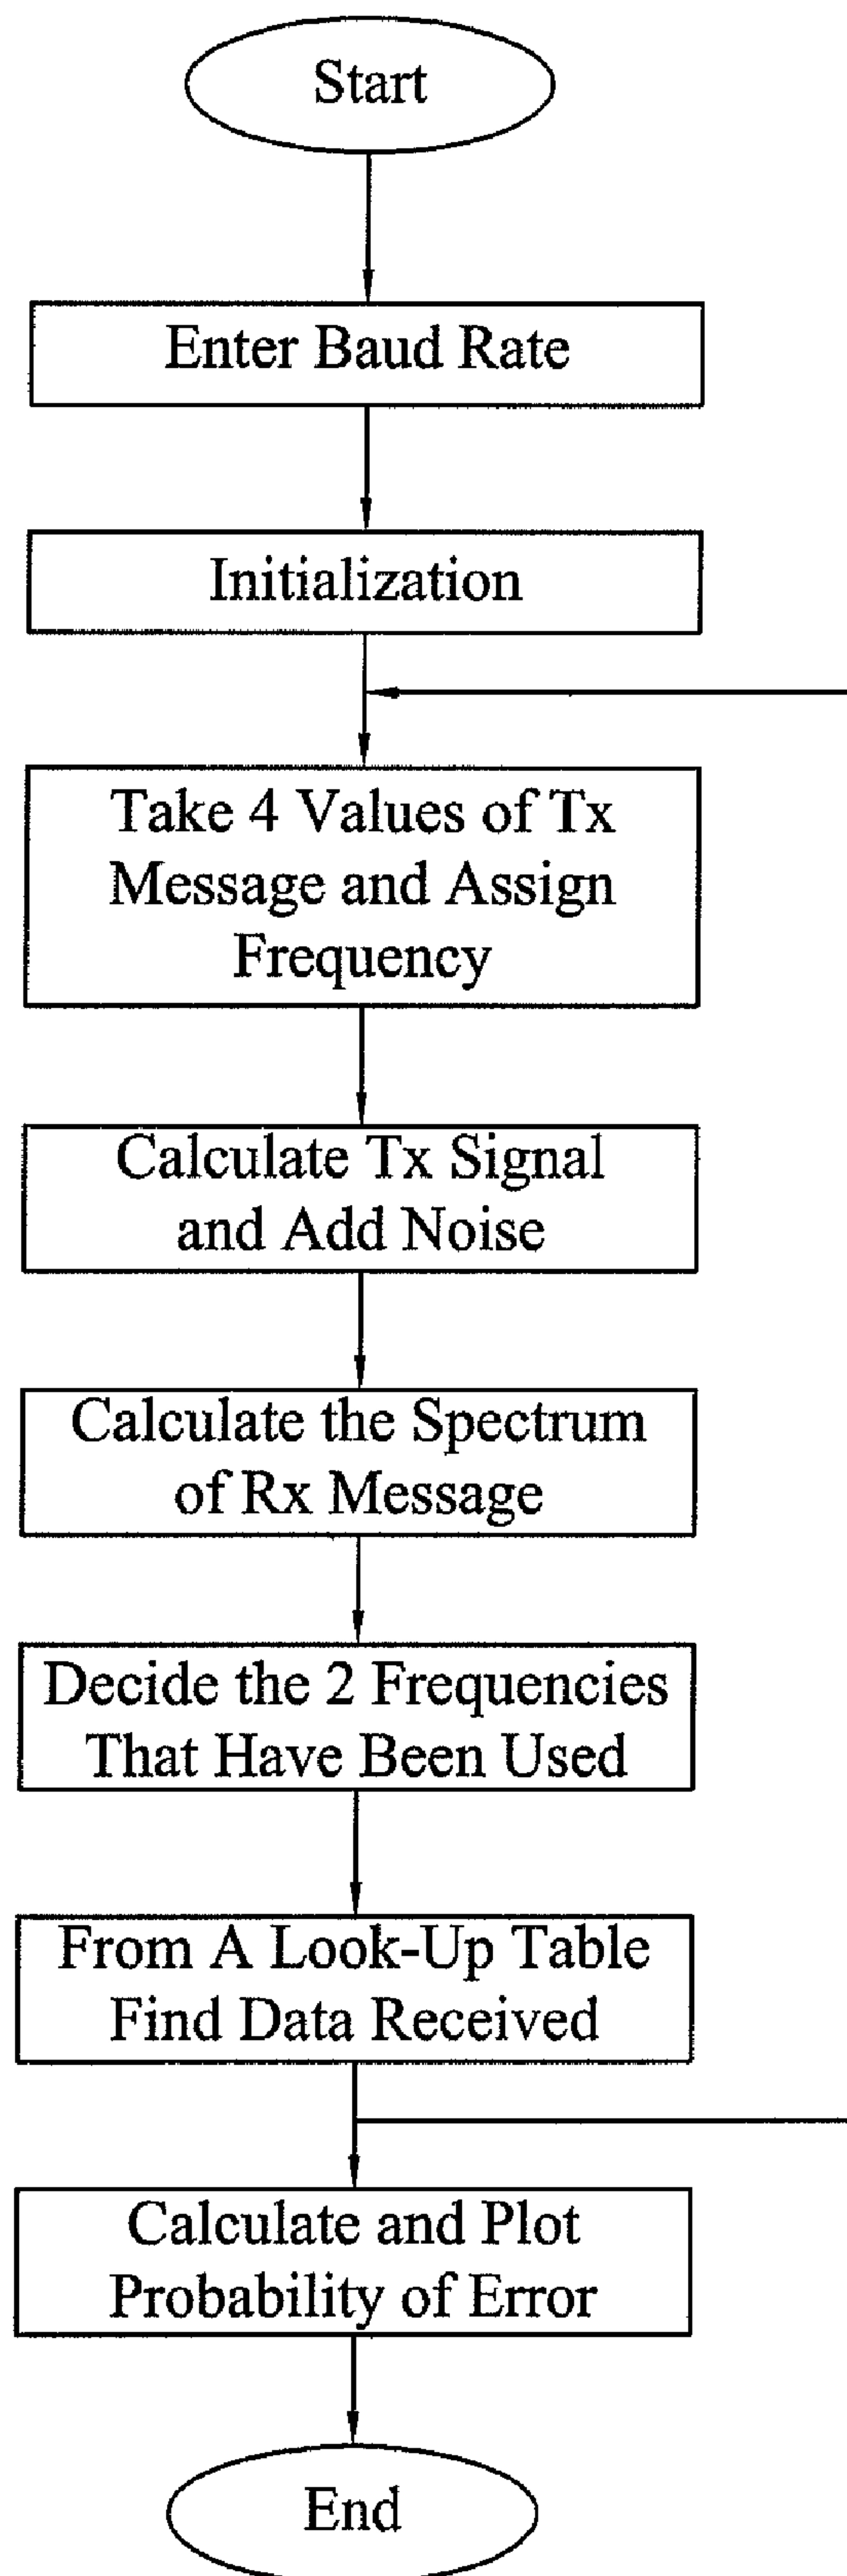 Start
Enter Baud Rate
Initialization
Take 4 Values of Tx
Message and Assign
Frequency
Calculate Tx Signal
and Add Noise
Calculate the Spectrum
of Rx Message
Decide the 2 Frequencies
That Have Been Used
From A Look-Up Table
Find Data Received
Calculate and Plot
Probability of Error
End